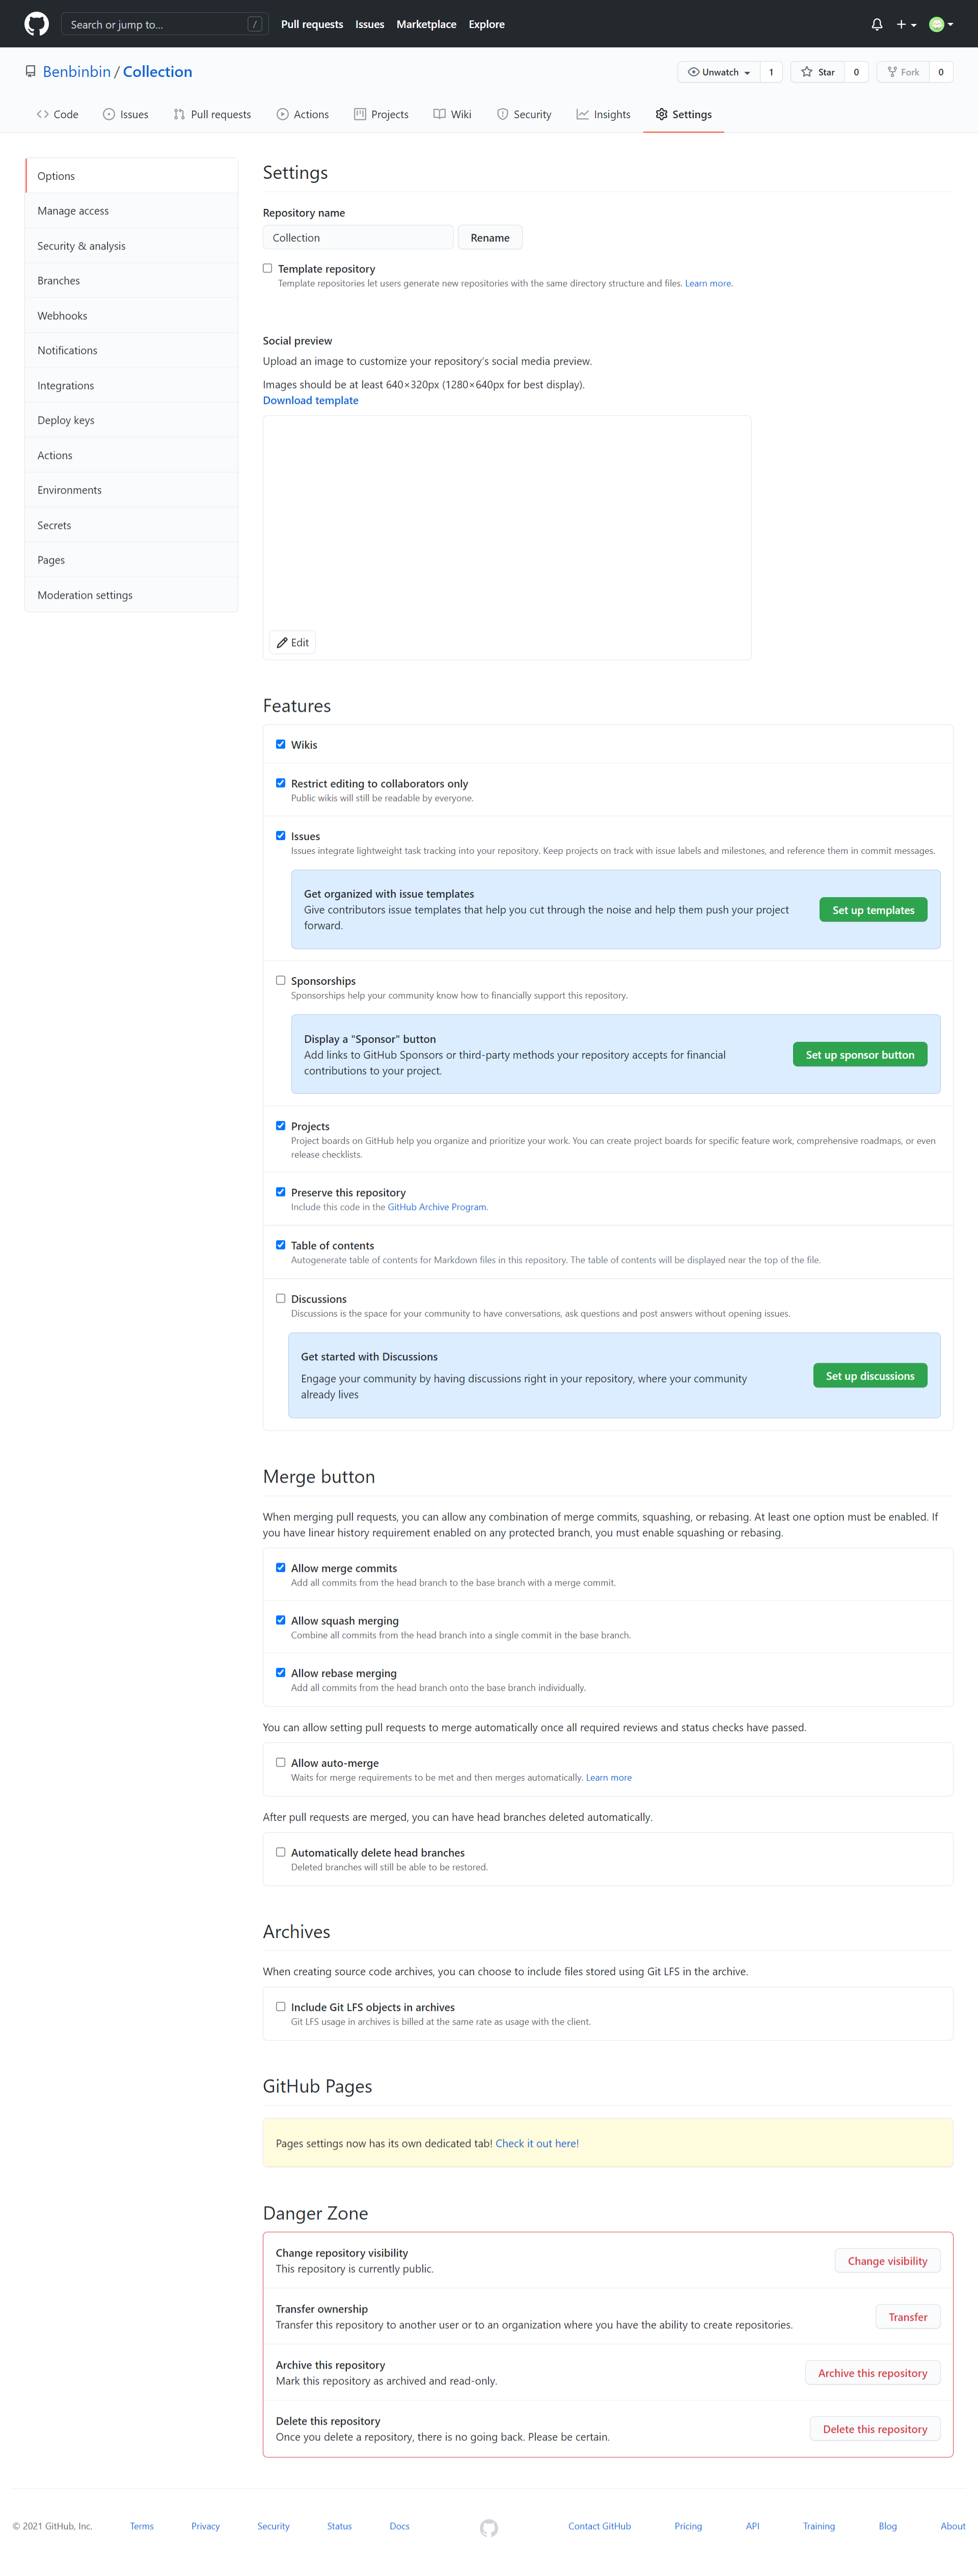 Search or jump to... /
Pull requests Issues Marketplace Explore
Benbinbin / Collection
Unwatch 1 Star 0 Fork 0
Code Issues Pull requests Actions Projects Wiki Security Insights Settings
Options
Manage access
Security & analysis
Branches
Webhooks
Notifications
Integrations
Deploy keys
Actions
Environments
Secrets
Pages
Moderation settings
Settings
Repository name
Collection Rename
Template repository
Template repositories let users generate new repositories with the same directory structure and files. Learn more.
Social preview
Upload an image to customize your repository's social media preview.
Images should be at least 640×320px (1280×640px for best display).
Download template
Edit
Features
Wikis
Restrict editing to collaborators only
Public wikis will still be readable by everyone.
Issues
Issues integrate lightweight task tracking into your repository. Keep projects on track with issue labels and milestones, and reference them in commit messages.
Get organized with issue templates
Give contributors issue templates that help you cut through the noise and help them push your project
forward.
Set up templates
Sponsorships
Sponsorships help your community know how to financially support this repository.
Display a "Sponsor" button
Add links to GitHub Sponsors or third-party methods your repository accepts for financial
contributions to your project.
Set up sponsor button
Projects
Project boards on GitHub help you organize and prioritize your work. You can create project boards for specific feature work, comprehensive roadmaps, or even
release checklists.
Preserve this repository
Include this code in the GitHub Archive Program.
Table of contents
Autogenerate table of contents for Markdown files in this repository. The table of contents will be displayed near the top of the file.
Discussions
Discussions is the space for your community to have conversations, ask questions and post answers without opening issues.
Get started with Discussions
Engage your community by having discussions right in your repository, where your community
already lives
Set up discussions
Merge button
When merging pull requests, you can allow any combination of merge commits, squashing, or rebasing. At least one option must be enabled. If
you have linear history requirement enabled on any protected branch, you must enable squashing or rebasing.
Allow merge commits
Add all commits from the head branch to the base branch with a merge commit.
Allow squash merging
Combine all commits from the head branch into a single commit in the base branch.
Allow rebase merging
Add all commits from the head branch onto the base branch individually.
You can allow setting pull requests to merge automatically once all required reviews and status checks have passed.
Allow auto-merge
Waits for merge requirements to be met and then merges automatically. Learn more
After pull requests are merged, you can have head branches deleted automatically.
Automatically delete head branches
Deleted branches will still be able to be restored.
Archives
When creating source code archives, you can choose to include files stored using Git LFS in the archive.
Include Git LFS objects in archives
Git LFS usage in archives is billed at the same rate as usage with the client.
GitHub Pages
Pages settings now has its own dedicated tab! Check it out here!
Danger Zone
Change repository visibility
This repository is currently public.
Change visibility
Transfer ownership
Transfer this repository to another user or to an organization where you have the ability to create repositories.
Transfer
Archive this repository
Mark this repository as archived and read-only.
Archive this repository
Delete this repository
Once you delete a repository, there is no going back. Please be certain.
Delete this repository
© 2021 GitHub, Inc. Terms Privacy Security Status Docs Contact GitHub Pricing API Training Blog About